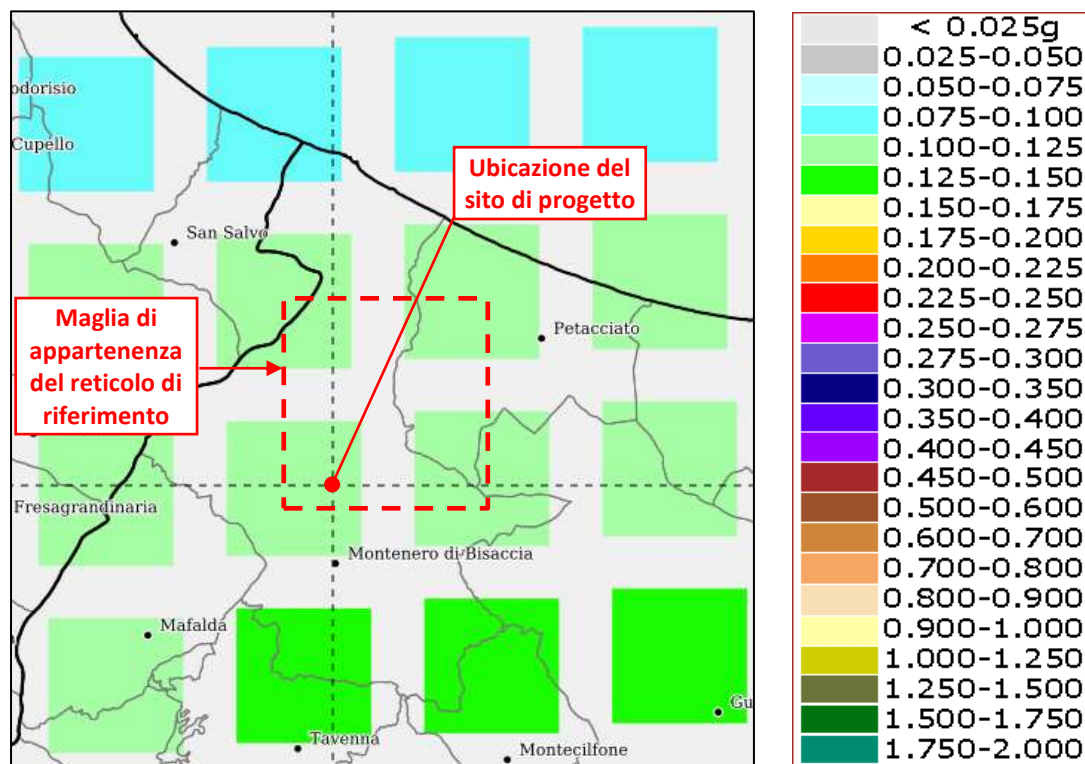 odorisio
Cupello
San Salvo
Ubicazione del
sito di progetto
Maglia di
appartenenza
del reticolo di
riferimento
Petacciato
Fresagrandinaria
Montenero di Bisaccia
Mafalda
Tavenna
Montecilfone
Gu
< 0.025g
0.025-0.050
0.050-0.075
0.075-0.100
0.100-0.125
0.125-0.150
0.150-0.175
0.175-0.200
0.200-0.225
0.225-0.250
0.250-0.275
0.275-0.300
0.300-0.350
0.350-0.400
0.400-0.450
0.450-0.500
0.500-0.600
0.600-0.700
0.700-0.800
0.800-0.900
0.900-1.000
1.000-1.250
1.250-1.500
1.500-1.750
1.750-2.000